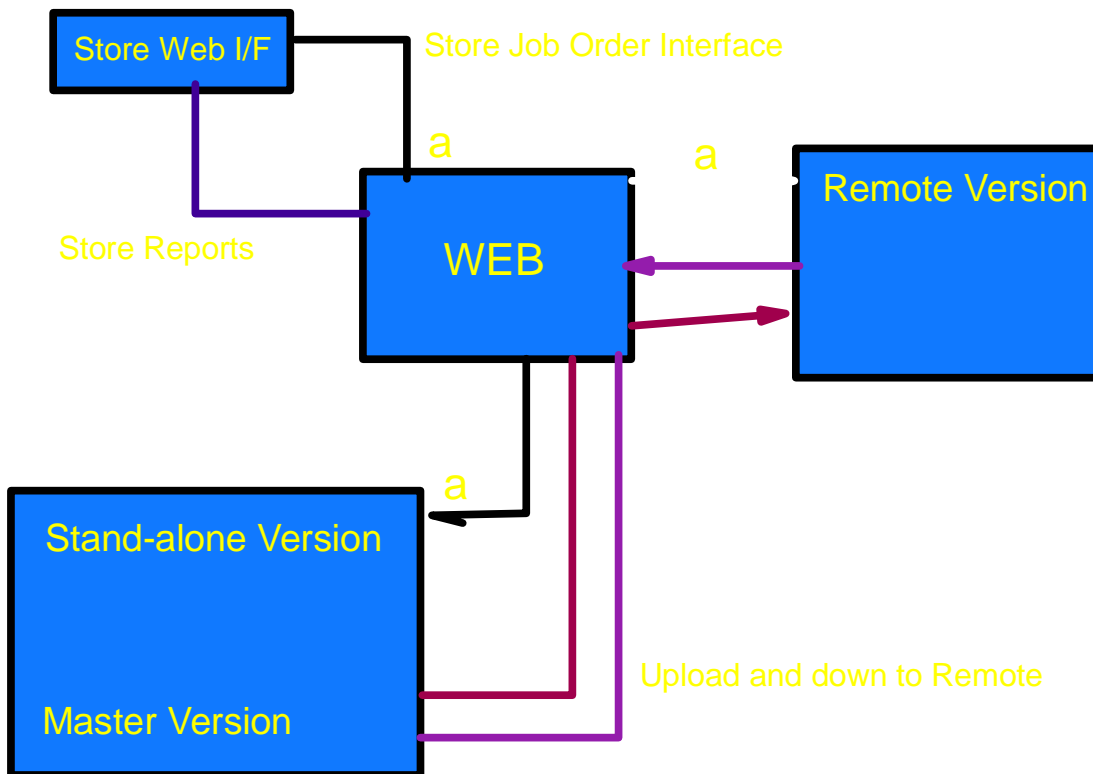 Store Web I/F
Store Job Order Interface
a
a
Remote Version
Store Reports
WEB
a
Stand-alone Version
Upload and down to Remote
Master Version